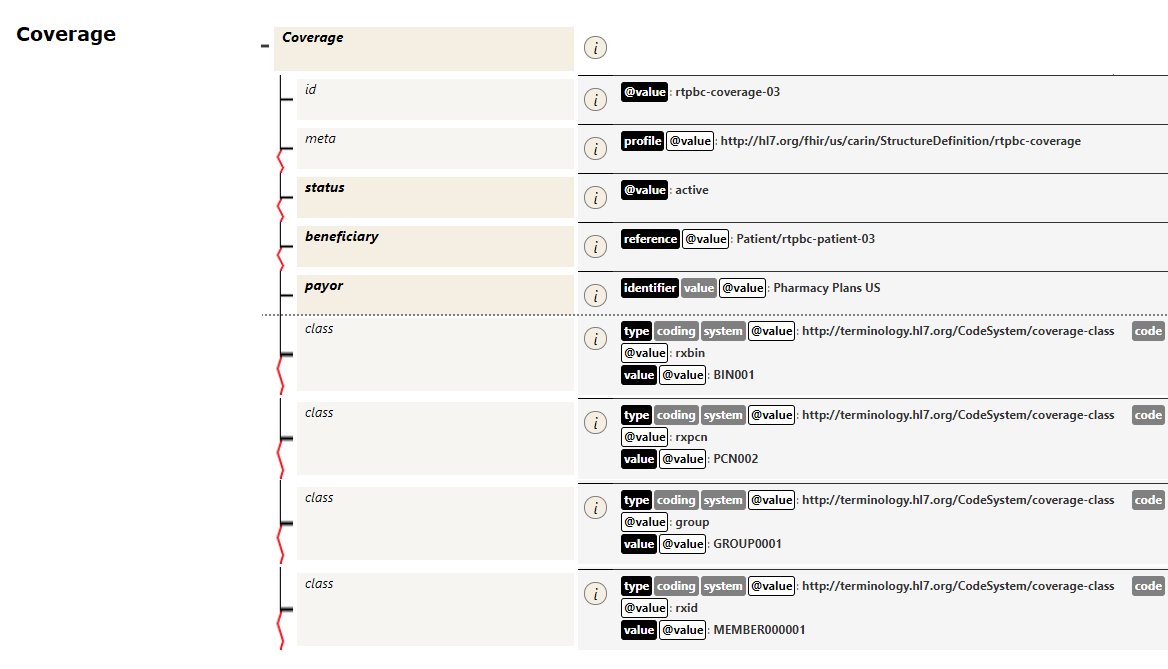 Coverage
Coverage i
id i @value : rtpbc-coverage-03
meta i profile @value : http://hl7.org/fhir/us/carin/StructureDefinition/rtpbc-coverage
status i @value : active
beneficiary i reference @value : Patient/rtpbc-patient-03
payor i identifier value @value : Pharmacy Plans US
class i type coding system @value : http://terminology.hl7.org/CodeSystem/coverage-class code
@value : rxbin
value @value : BIN001
class i type coding system @value : http://terminology.hl7.org/CodeSystem/coverage-class code
@value : rxpcn
value @value : PCN002
class i type coding system @value : http://terminology.hl7.org/CodeSystem/coverage-class code
@value : group
value @value : GROUP0001
class i type coding system @value : http://terminology.hl7.org/CodeSystem/coverage-class code
@value : rxid
value @value : MEMBER000001